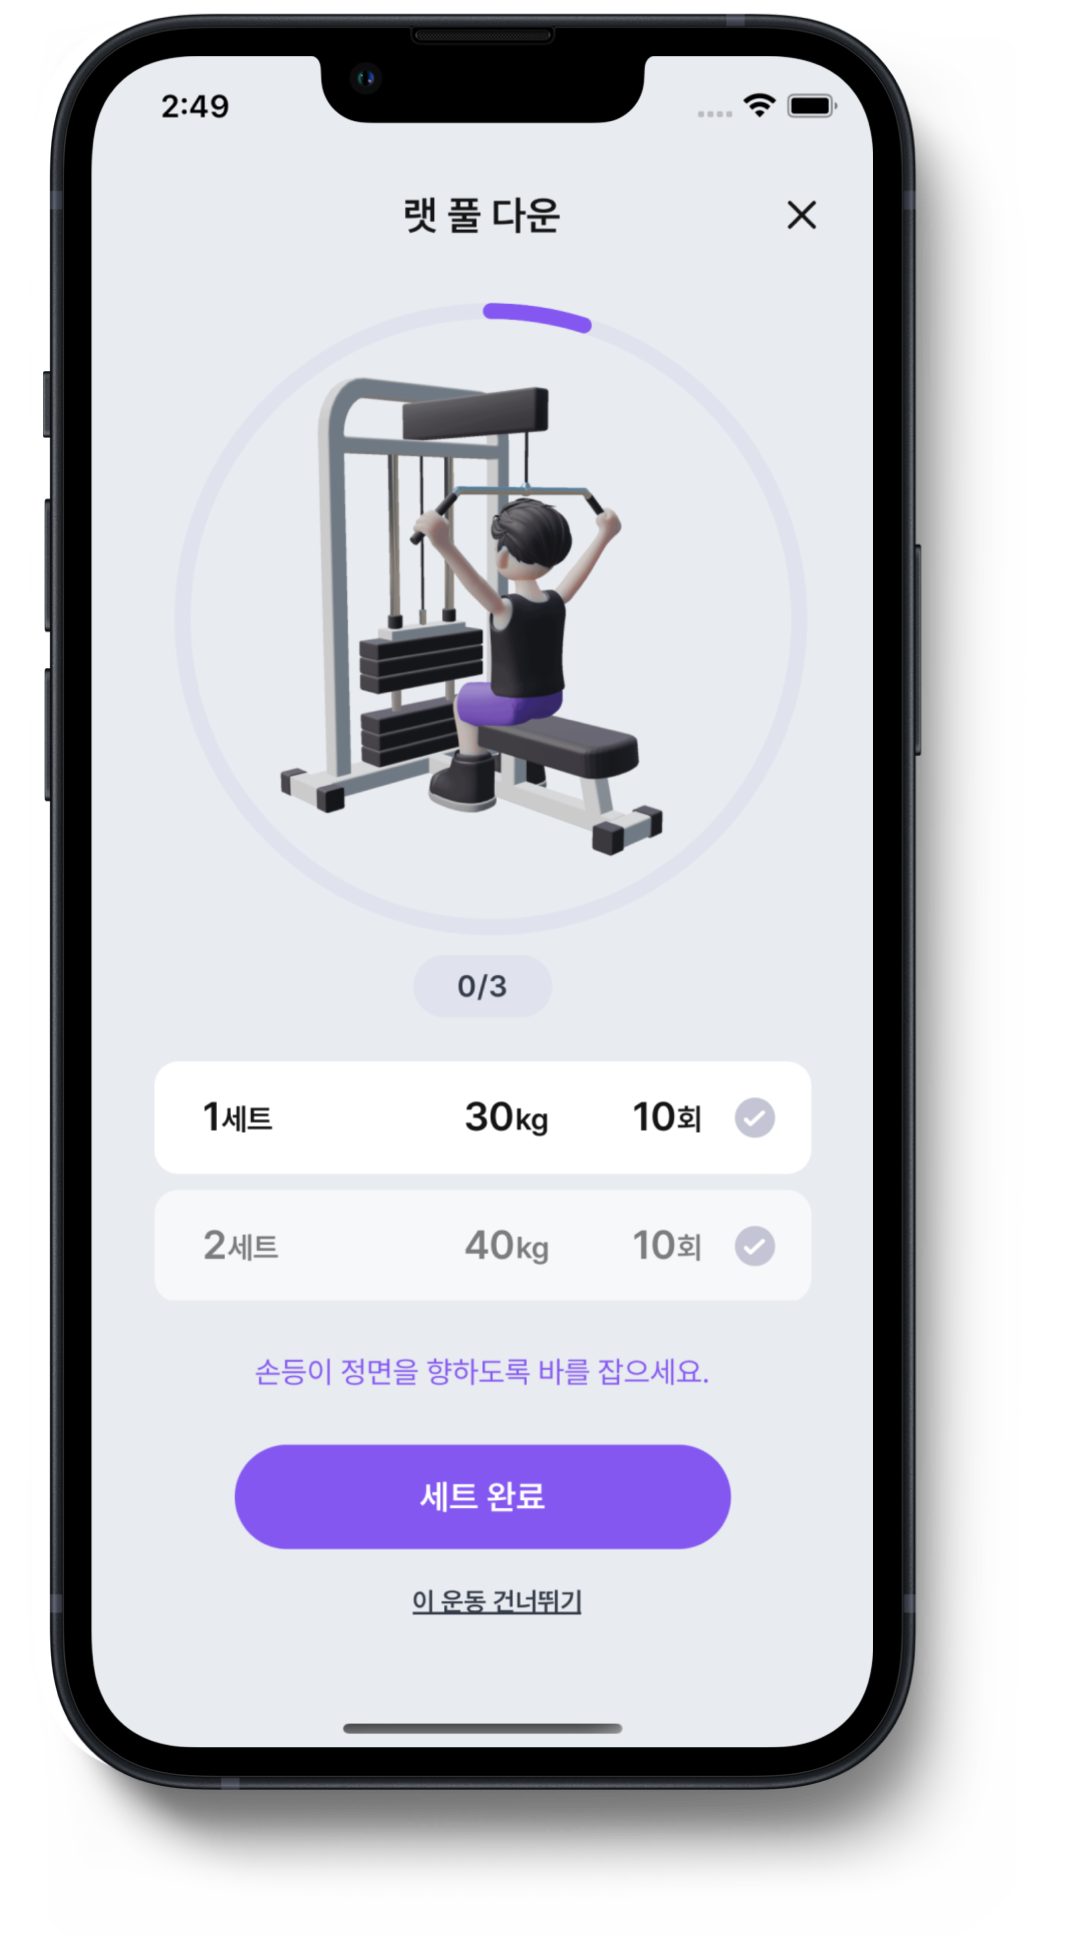 2:49
랫 풀 다운
0/3
1세트 30kg 10회
2세트 40kg 10회
손등이 정면을 향하도록 바를 잡으세요.
세트 완료
이 운동 건너뛰기